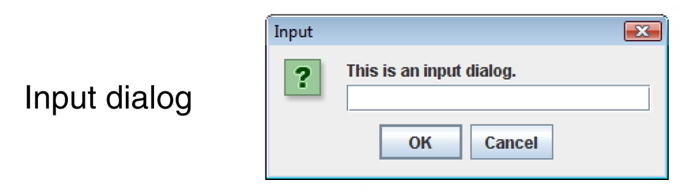 Input dialog
Input
?
This is an input dialog.
OK Cancel